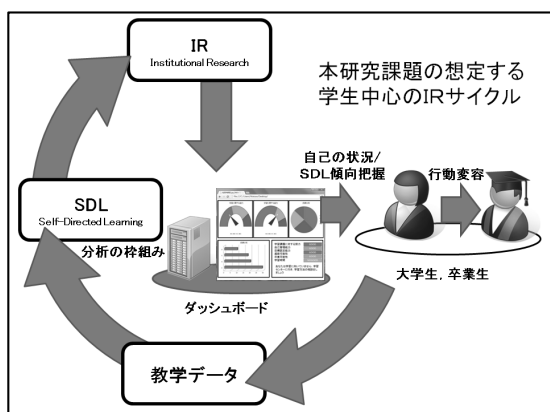 IR
Institutional Research
本研究課題の想定する
学生中心のIRサイクル
自己の状況/
SDL傾向把握
行動変容
SDL
Self-Directed Learning
分析の枠組み
ダッシュボード
大学生，卒業生
教学データ